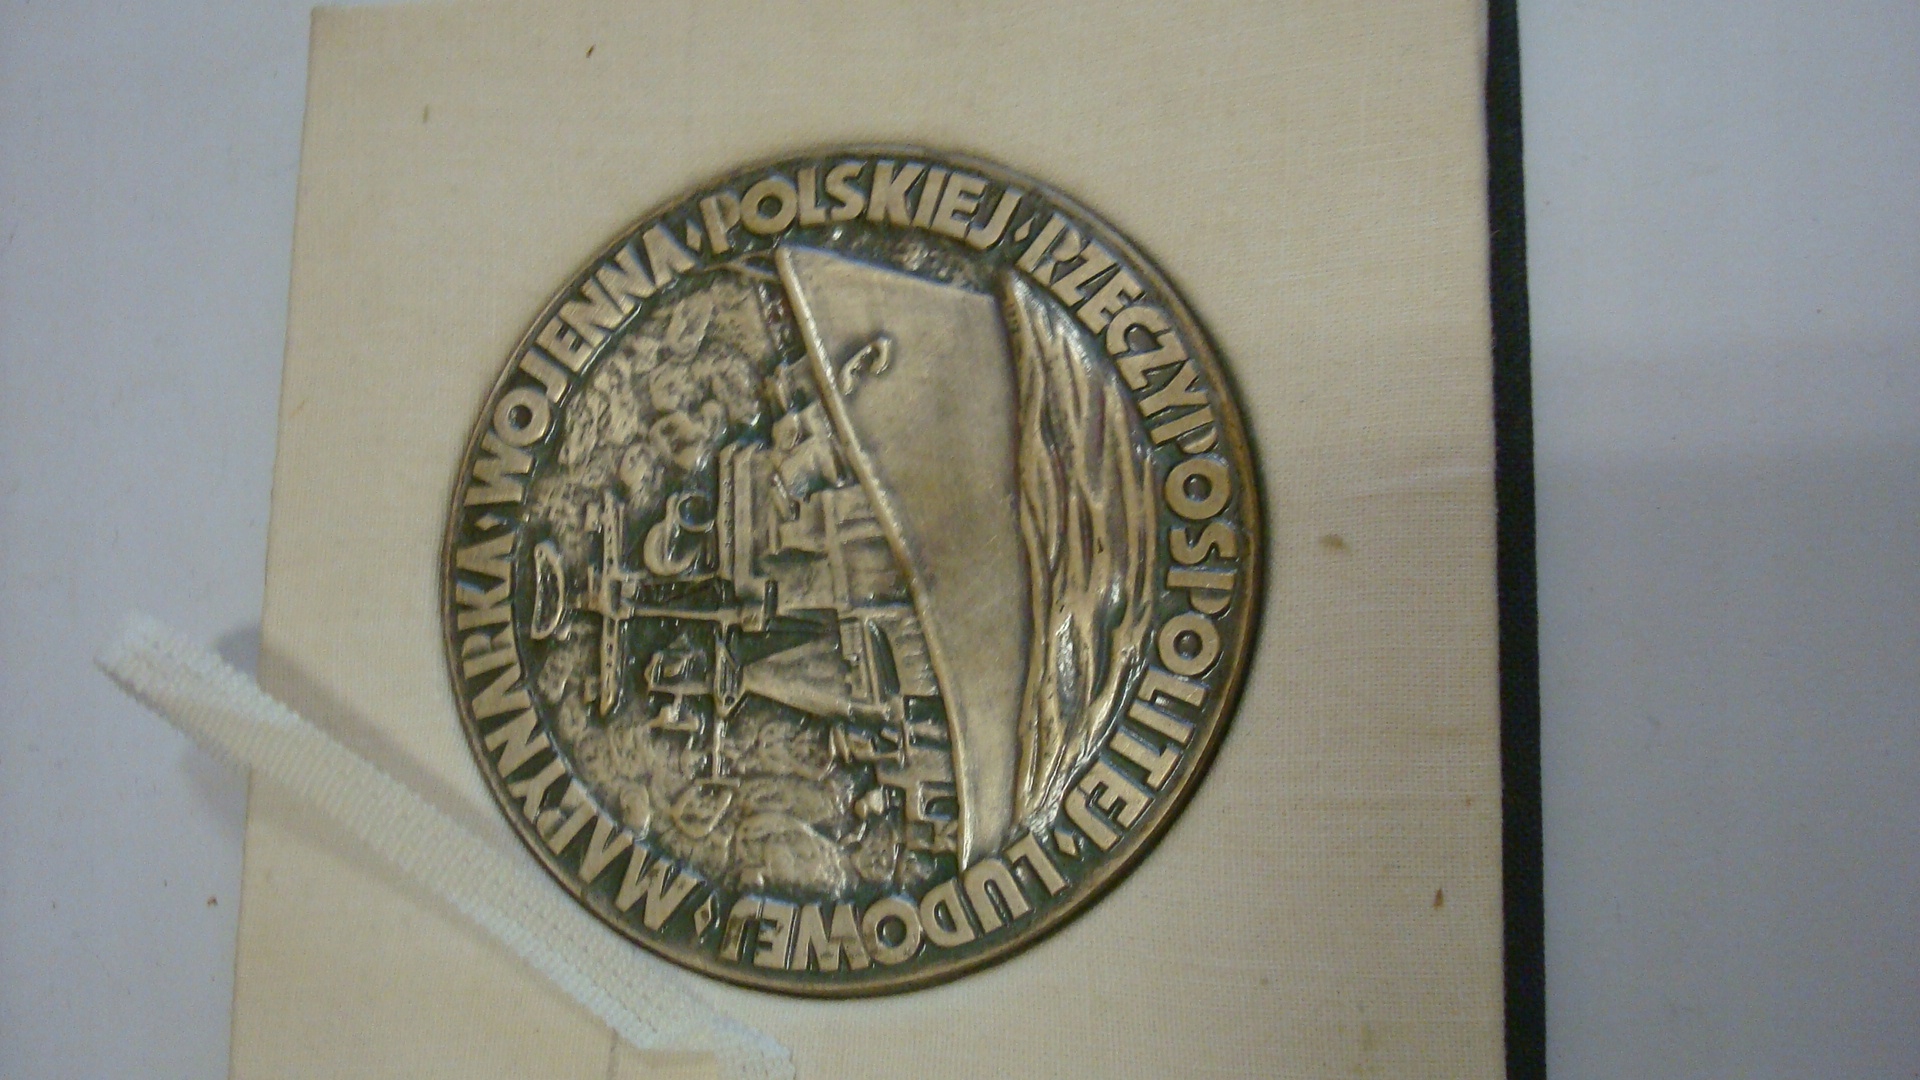 MARYNARKA · WOJENNA · POLSKIEJ · RZECZYPOSPOLITEJ · LUDOWEJ ·